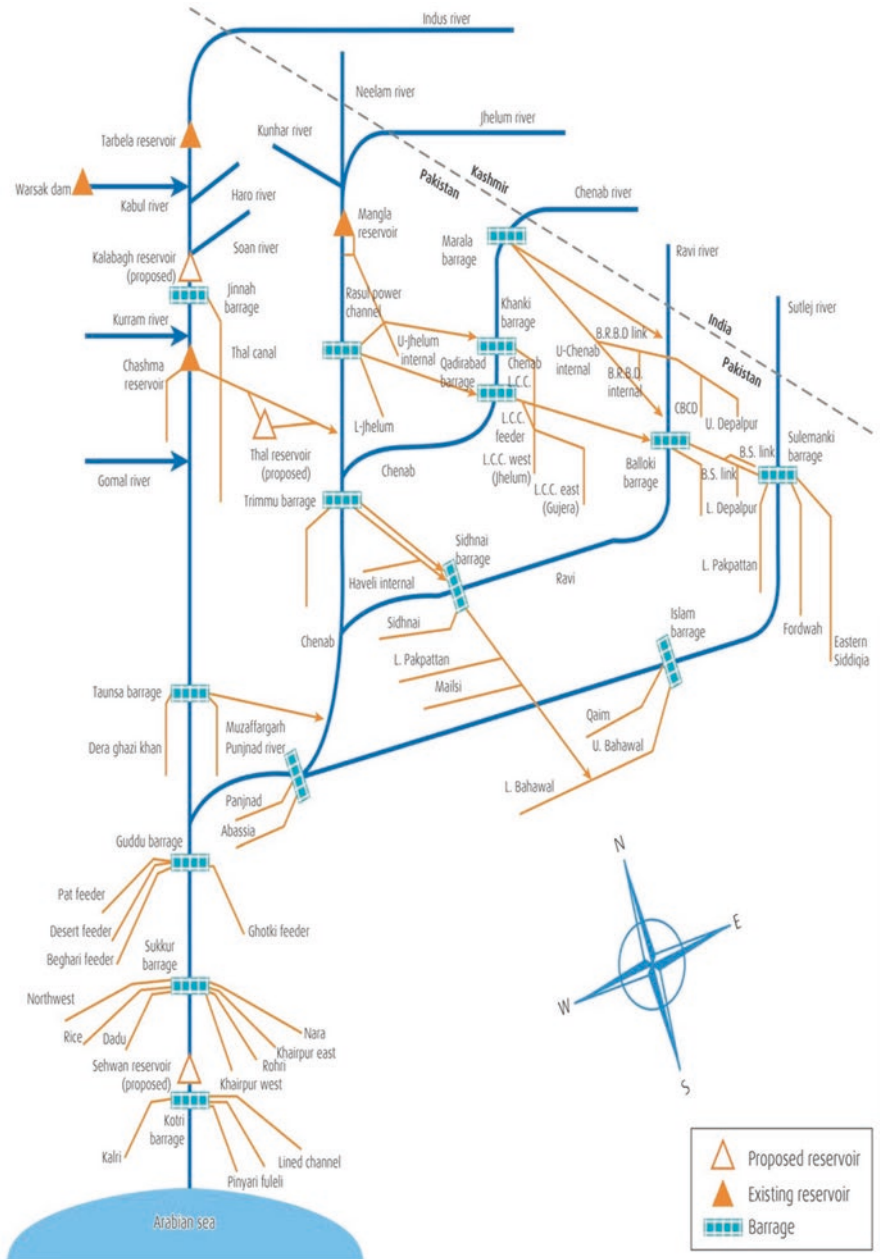 Indus river
Neelam river
Kunhar river
Jhelum river
Tarbela reservoir
Warsak dam
Kabul river
Haro river
Pakistan
Kashmir
Chenab river
Soan river
Mangla
reservoir
Marala
barrage
Ravi river
Kalabagh reservoir
(proposed)
Jinnah
barrage
Rasul power
channel
Khanki
barrage
India
Pakistan
Sutlej river
Kurram river
Thal canal
Chashma
reservoir
U-Jhelum
internal
Qadirabad
barrage
Chenab
L.C.C.
U-Chenab
internal
B.R.B.D link
B.R.B.D.
internal
CBCD
U. Depalpur
L-Jhelum
L.C.C.
feeder
Thal reservoir
(proposed)
Gomal river
Chenab
L.C.C. west
(Jhelum)
L.C.C. east
(Gujera)
Balloki
barrage
B.S. link
B.S. link
Sulemanki
barrage
L. Depalpur
Trimmu barrage
Sidhnai
barrage
Haveli internal
Ravi
L. Pakpattan
Sidhnai
Islam
barrage
Fordwah
Eastern
Siddiqia
Chenab
L. Pakpattan
Mailsi
Taunsa barrage
Qaim
U. Bahawal
Dera ghazi khan
Muzaffargarh
Punjnad river
L. Bahawal
Panjnad
Abassia
Guddu barrage
Pat feeder
Desert feeder
Beghari feeder
Ghotki feeder
Sukkur
barrage
Northwest
Rice
Dadu
Nara
Khairpur east
Rohri
Khairpur west
Sehwan reservoir
(proposed)
Kotri
barrage
Kalri
Lined channel
Pinyari fuleli
Arabian sea
N
E
W
S
Proposed reservoir
Existing reservoir
Barrage